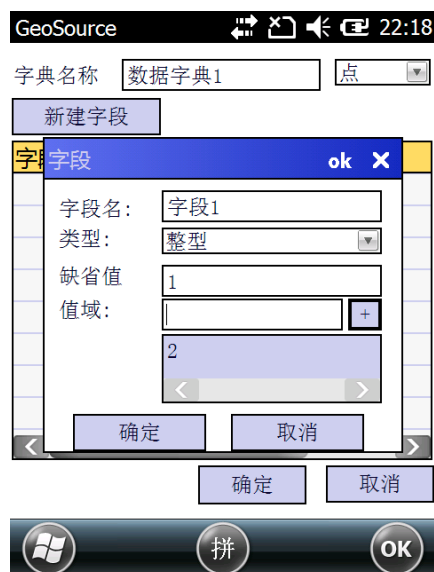 GeoSource 22:18
字典名称 数据字典1 点
新建字段
字
字段 ok
字段名: 字段1
类型: 整型
缺省值 1
值域: +
2
确定 取消
确定 取消
拼 OK